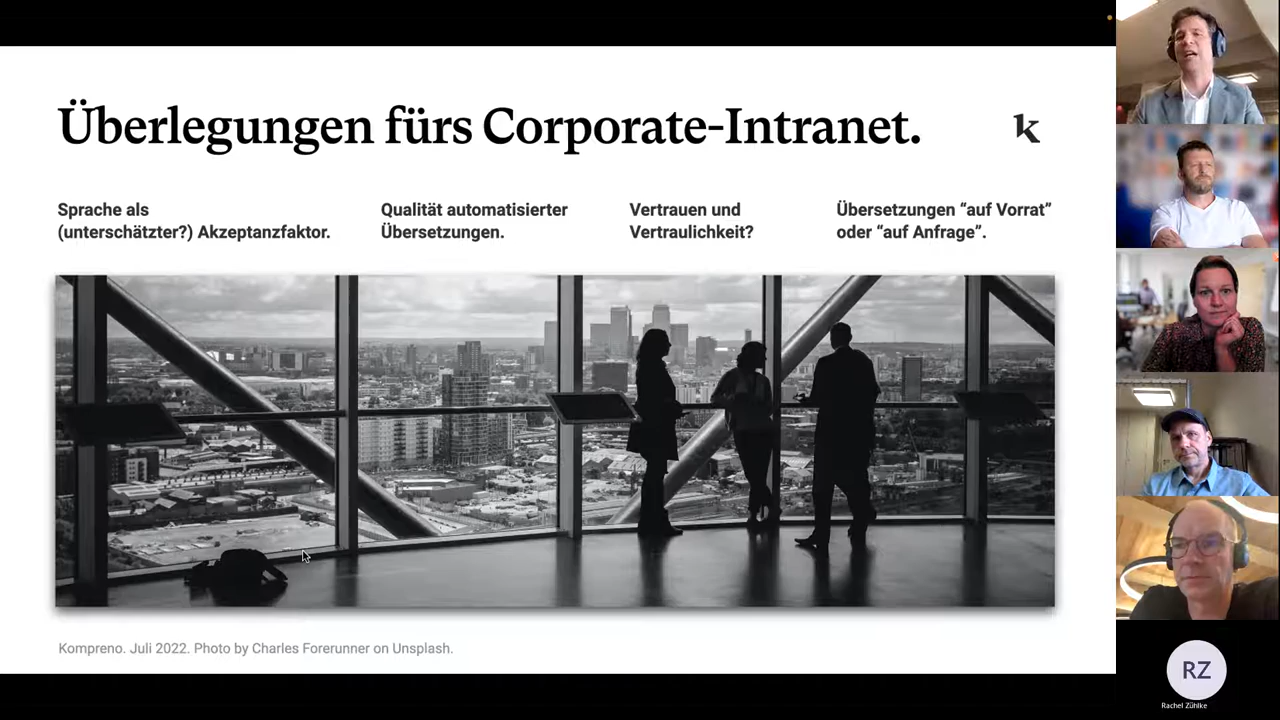 Überlegungen fürs Corporate-Intranet.
k
Sprache als
(unterschätzter?) Akzeptanzfaktor.
Qualität automatisierter
Übersetzungen.
Vertrauen und
Vertraulichkeit?
Übersetzungen “auf Vorrat”
oder “auf Anfrage”.
Kompreno. Juli 2022. Photo by Charles Forerunner on Unsplash.
RZ
Rachel Zühlke